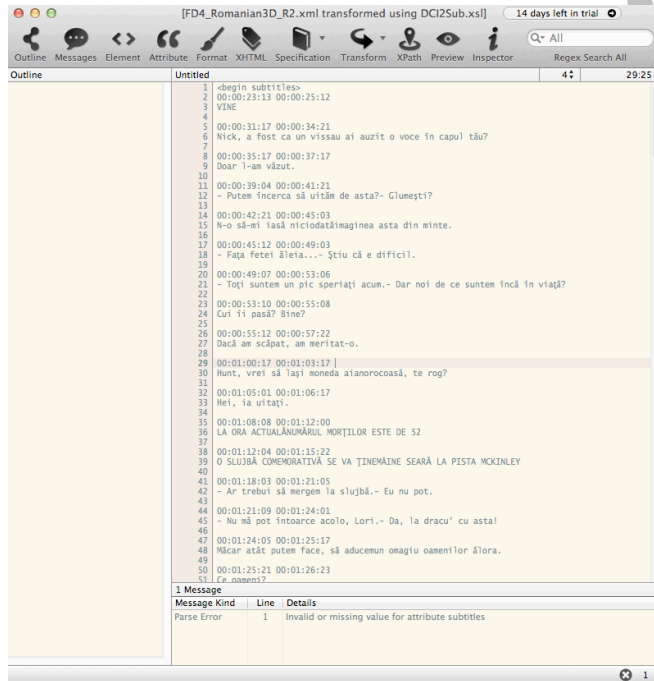 [FD4_Romanian3D_R2.xml transformed using DCI2Sub.xsl]
14 days left in trial
Outline Messages Element Attribute Format XHTML Specification Transform XPath Preview Inspector
All
Regex Search All
Outline
Untitled
4
29:25
1 <begin subtitles>
2 00:00:23:13 00:00:25:12
3 VINE
4
5 00:00:31:17 00:00:34:21
6 Nick, a fost ca un vissau ai auzit o voce în capul tău?
7
8 00:00:35:17 00:00:37:17
9 Doar l-am văzut.
10
11 00:00:39:04 00:00:41:21
12 - Putem încerca să uităm de asta?- Glumeşti?
13
14 00:00:42:21 00:00:45:03
15 N-o să-mi iasă niciodatăimaginea asta din minte.
16
17 00:00:45:12 00:00:49:03
18 - Faţa fetei ăleia...- Ştiu că e dificil.
19
20 00:00:49:07 00:00:53:06
21 - Toţi suntem un pic speriaţi acum.- Dar noi de ce suntem încă în viaţă?
22
23 00:00:53:10 00:00:55:08
24 Cui îi pasă? Bine?
25
26 00:00:55:12 00:00:57:22
27 Dacă am scăpat, am meritat-o.
28
29 00:01:00:17 00:01:03:17
30 Hunt, vrei să laşi moneda aianorocoasă, te rog?
31
32 00:01:05:01 00:01:06:17
33 Hei, ia uitaţi.
34
35 00:01:08:08 00:01:12:00
36 LA ORA ACTUALĂNUMĂRUL MORŢILOR ESTE DE 52
37
38 00:01:12:04 00:01:15:22
39 O SLUJBĂ COMEMORATIVĂ SE VA ŢINEMÂINE SEARĂ LA PISTA MCKINLEY
40
41 00:01:18:03 00:01:21:05
42 - Ar trebui să mergem la slujbă.- Eu nu pot.
43
44 00:01:21:09 00:01:24:01
45 - Nu mă pot întoarce acolo, Lori.- Da, la dracu' cu asta!
46
47 00:01:24:05 00:01:25:17
48 Măcar atât putem face, să aducemun omagiu oamenilor ălora.
49
50 00:01:25:21 00:01:26:23
51 Ce oameni?
1 Message
Message Kind Line Details
Parse Error 1 Invalid or missing value for attribute subtitles
1